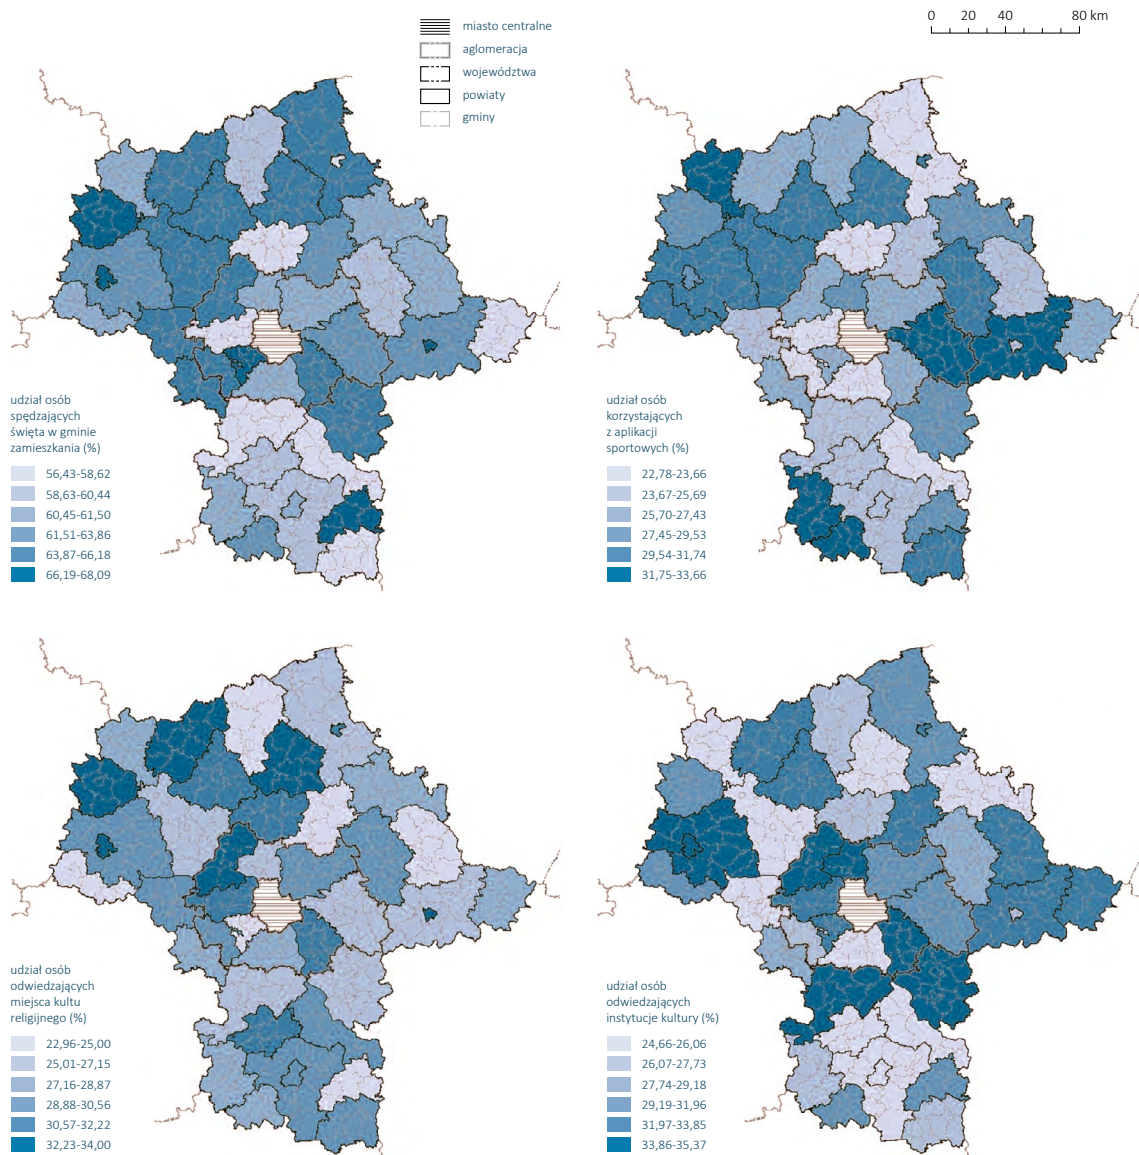 miasto centralne
aglomeracja
województwa
powiaty
gminy
0 20 40 80 km
udział osób
spędzających
święta w gminie
zamieszkania (%)
56,43-58,62
58,63-60,44
60,45-61,50
61,51-63,86
63,87-66,18
66,19-68,09
udział osób
korzystających
z aplikacji
sportowych (%)
22,78-23,66
23,67-25,69
25,70-27,43
27,45-29,53
29,54-31,74
31,75-33,66
udział osób
odwiedzających
miejsca kultu
religijnego (%)
22,96-25,00
25,01-27,15
27,16-28,87
28,88-30,56
30,57-32,22
32,23-34,00
udział osób
odwiedzających
instytucje kultury (%)
24,66-26,06
26,07-27,73
27,74-29,18
29,19-31,96
31,97-33,85
33,86-35,37